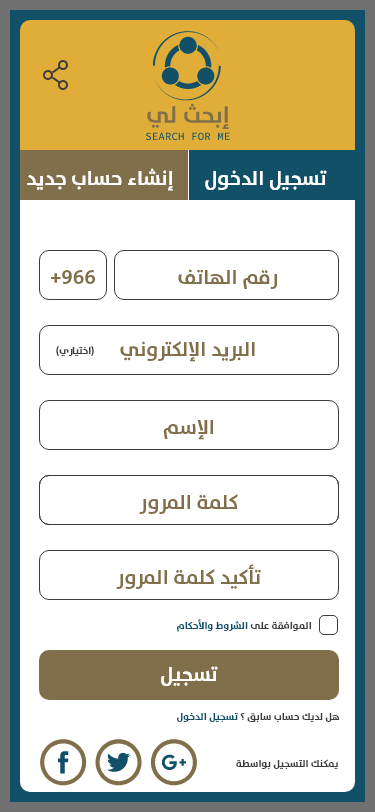 إبحث لي
SEARCH FOR ME
تسجيل الدخول
إنشاء حساب جديد
رقم الهاتف
+966
البريد الإلكتروني (اختياري)
الإسم
كلمة المرور
تأكيد كلمة المرور
الموافقة على الشروط والأحكام
تسجيل
هل لديك حساب سابق ؟ تسجيل الدخول
يمكنك التسجيل بواسطة
G+
f